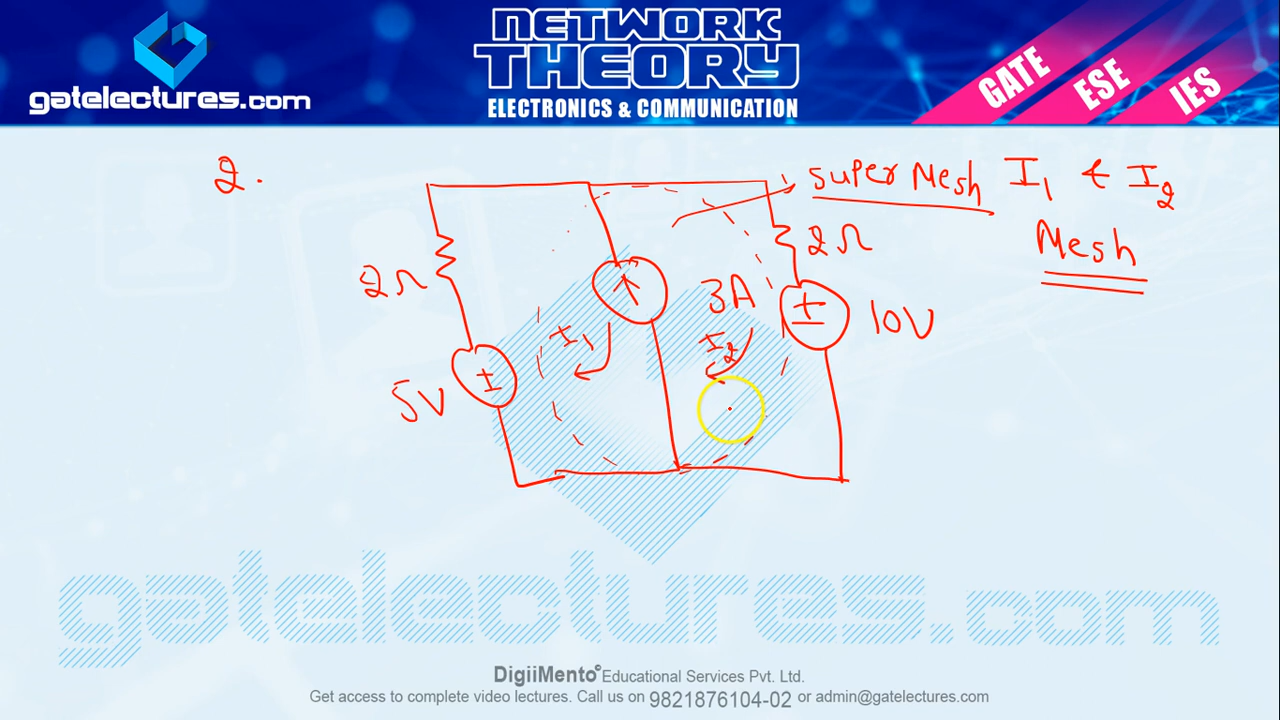 gatelectures.com
NETWORK
THEORY
ELECTRONICS & COMMUNICATION
GATE
ESE
IES
2.
super Mesh I1 & I2
Mesh
2Ω
2Ω
3A
10V
I1
I2
5V
gatelectures.com
DigiiMento© Educational Services Pvt. Ltd.
Get access to complete video lectures. Call us on 9821876104-02 or admin@gatelectures.com